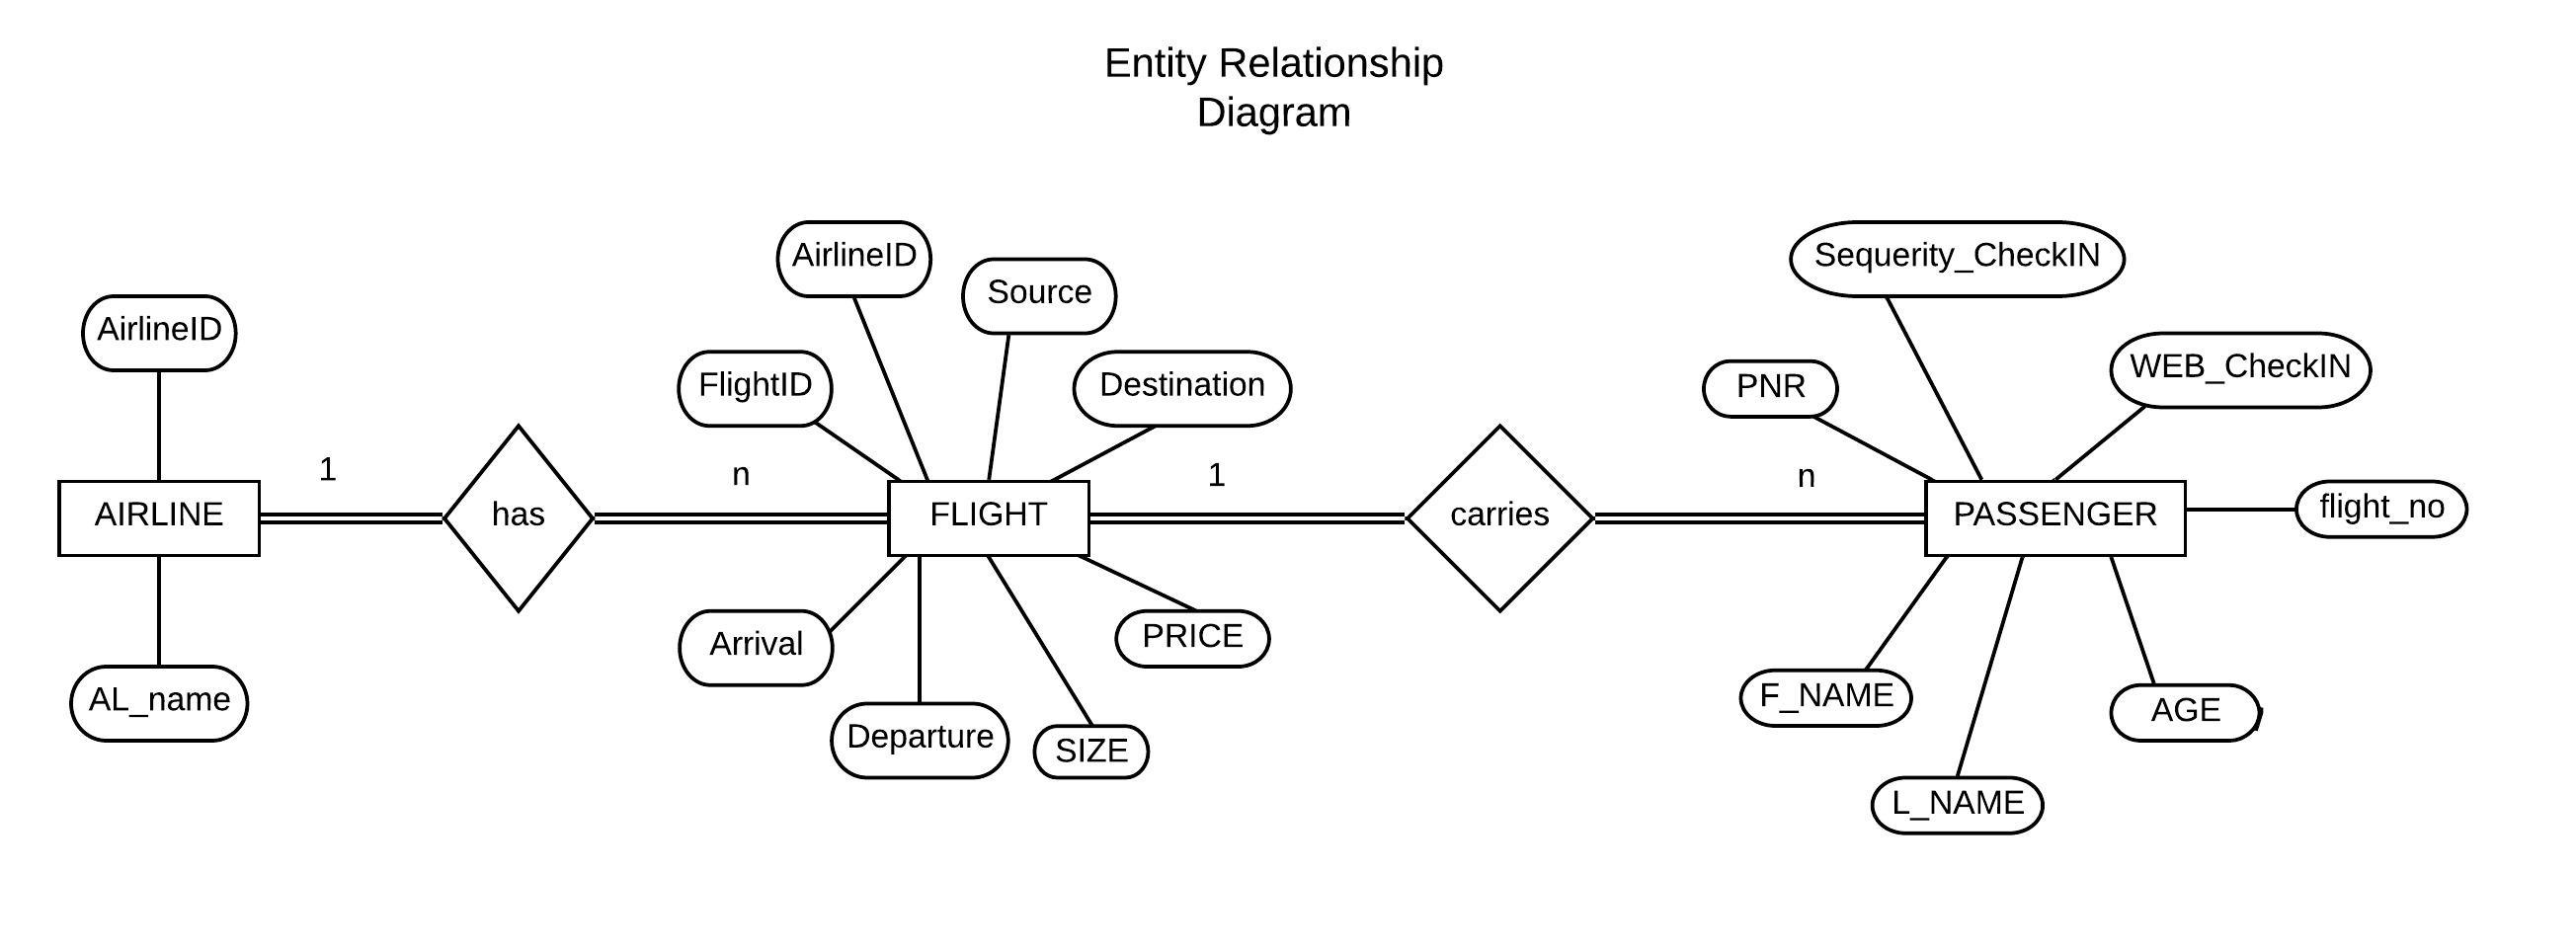 Entity Relationship
Diagram
AirlineID
Sequerity_CheckIN
Source
AirlineID
WEB_CheckIN
FlightID
Destination
PNR
1
n
1
n
AIRLINE
has
FLIGHT
carries
PASSENGER
flight_no
Arrival
PRICE
AL_name
F_NAME
AGE
Departure
SIZE
L_NAME